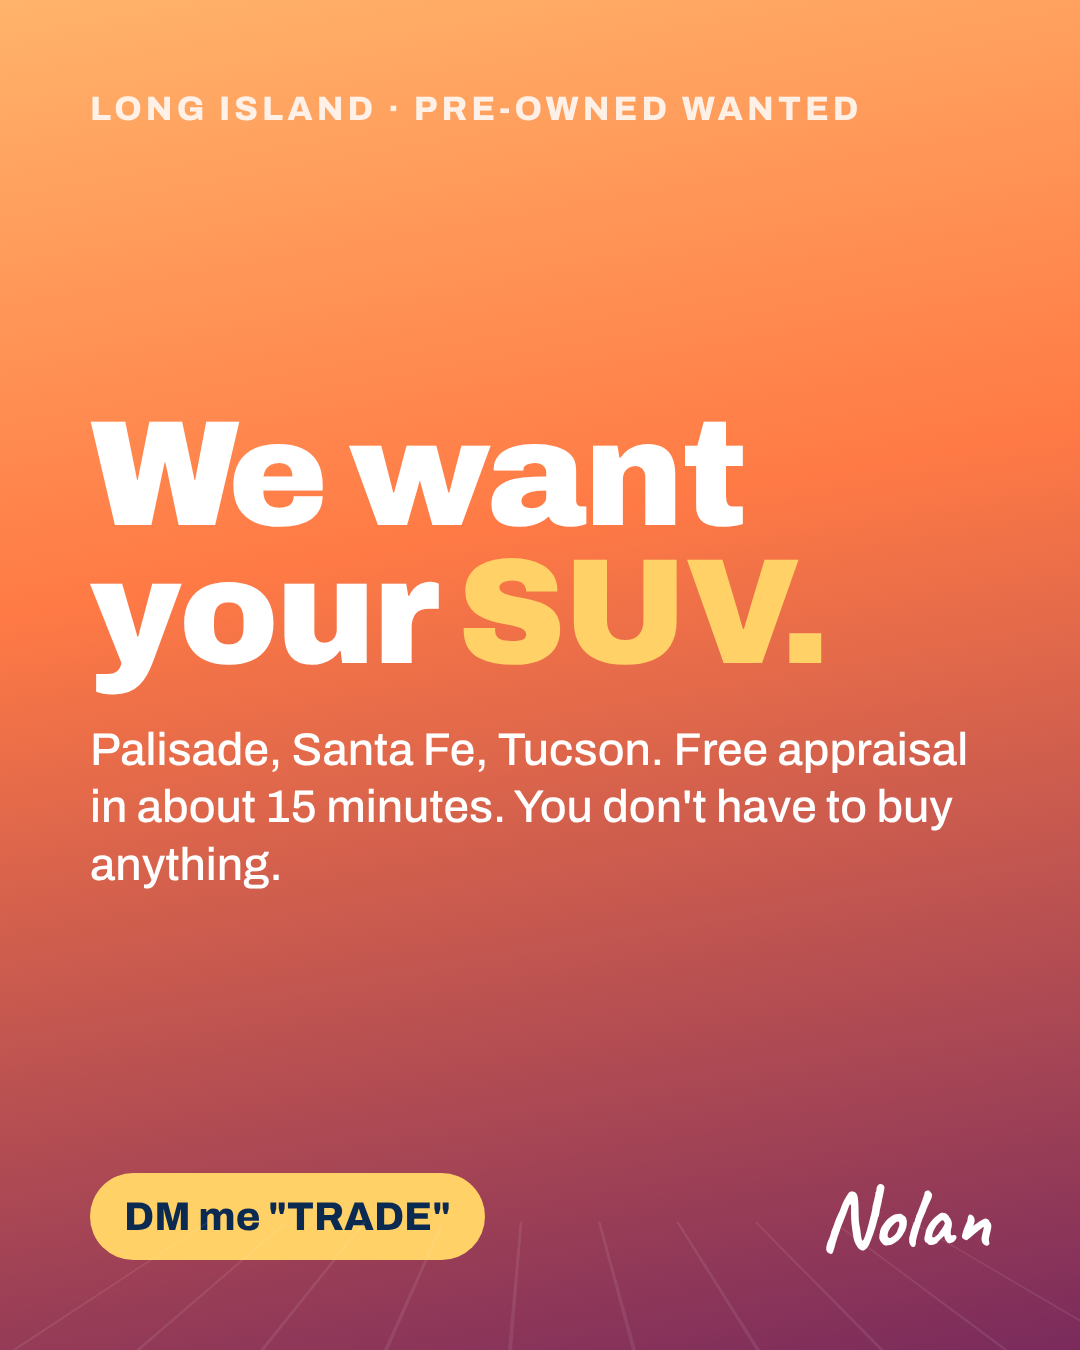 LONG ISLAND · PRE-OWNED WANTED
We want
your SUV.
Palisade, Santa Fe, Tucson. Free appraisal
in about 15 minutes. You don't have to buy
anything.
DM me "TRADE"
Nolan